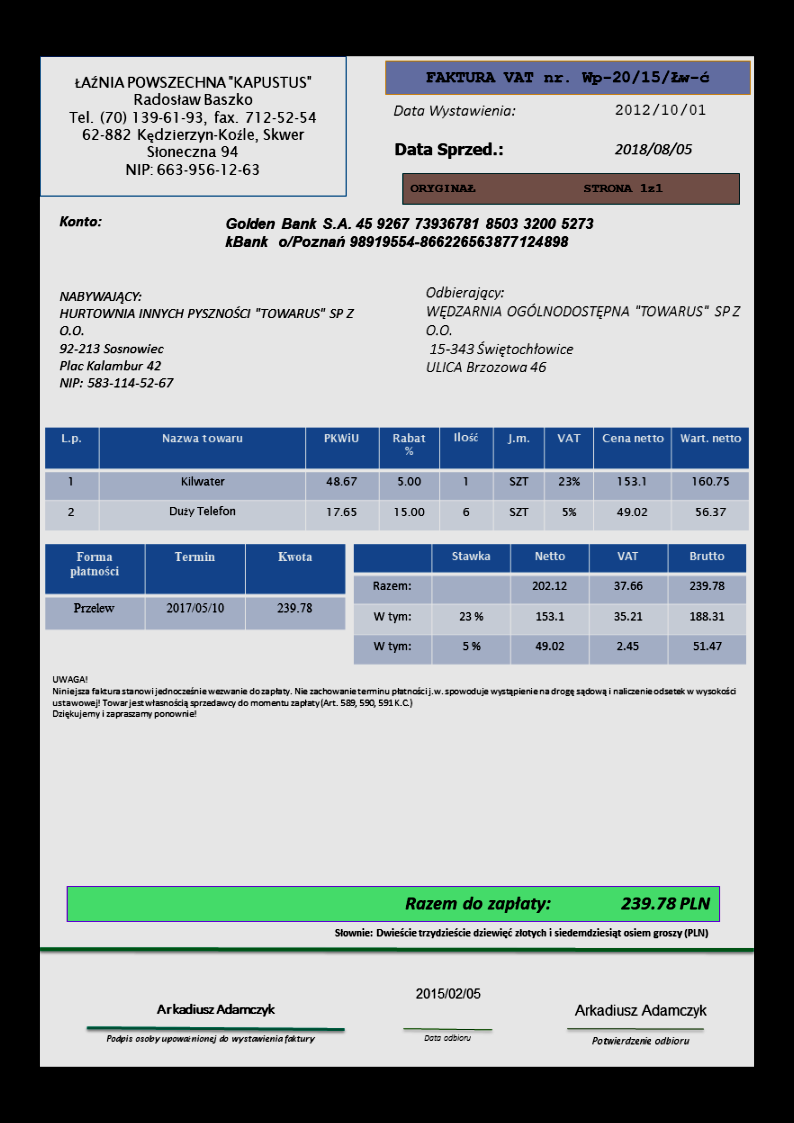 ŁAŹNIA POWSZECHNA "KAPUSTUS"
Radosław Baszko
Tel. (70) 139-61-93, fax. 712-52-54
62-882 Kędzierzyn-Koźle, Skwer
Słoneczna 94
NIP: 663-956-12-63
FAKTURA VAT nr. Wp-20/15/Łw-ć
Data Wystawienia: 2012/10/01
Data Sprzed.: 2018/08/05
ORYGINAŁ STRONA 1z1
Konto: Golden Bank S.A. 45 9267 73936781 8503 3200 5273
kBank o/Poznań 98919554-866226563877124898
NABYWAJĄCY:
HURTOWNIA INNYCH PYSZNOŚCI "TOWARUS" SP Z
O.O.
92-213 Sosnowiec
Plac Kalambur 42
NIP: 583-114-52-67
Odbierający:
WĘDZARNIA OGÓLNODOSTĘPNA "TOWARUS" SP Z
O.O.
15-343 Świętochłowice
ULICA Brzozowa 46
L.p. Nazwa towaru PKWiU Rabat % Ilość J.m. VAT Cena netto Wart. netto
1 Kilwater 48.67 5.00 1 SZT 23% 153.1 160.75
2 Duży Telefon 17.65 15.00 6 SZT 5% 49.02 56.37
Forma płatności Termin Kwota
Przelew 2017/05/10 239.78
Stawka Netto VAT Brutto
Razem: 202.12 37.66 239.78
W tym: 23 % 153.1 35.21 188.31
W tym: 5 % 49.02 2.45 51.47
UWAGA!
Niniejsza faktura stanowi jednocześnie wezwanie do zapłaty. Nie zachowanie terminu płatności j.w. spowoduje wystąpienie na drogę sądową i naliczenie odsetek w wysokości
ustawowej! Towar jest własnością sprzedawcy do momentu zapłaty (Art. 589, 590, 591 K.C.)
Dziękujemy i zapraszamy ponownie!
Razem do zapłaty: 239.78 PLN
Słownie: Dwieście trzydzieście dziewięć złotych i siedemdziesiąt osiem groszy (PLN)
Arkadiusz Adamczyk
Podpis osoby upoważnionej do wystawienia faktury
2015/02/05
Data odbioru
Arkadiusz Adamczyk
Potwierdzenie odbioru